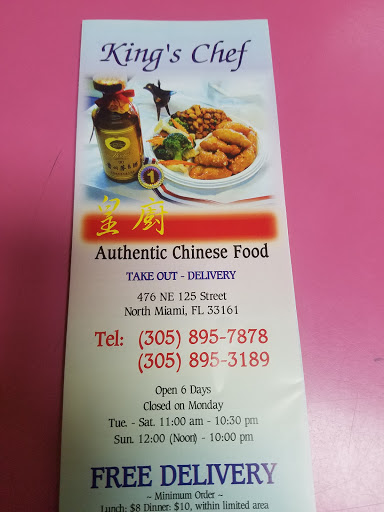 King's Chef
1
皇廚
Authentic Chinese Food
TAKE OUT - DELIVERY
476 NE 125 Street
North Miami, FL 33161
Tel: (305) 895-7878
(305) 895-3189
Open 6 Days
Closed on Monday
Tue. - Sat. 11:00 am - 10:30 pm
Sun. 12:00 (Noon) - 10:00 pm
FREE DELIVERY
~ Minimum Order ~
Lunch: $8 Dinner: $10, within limited area